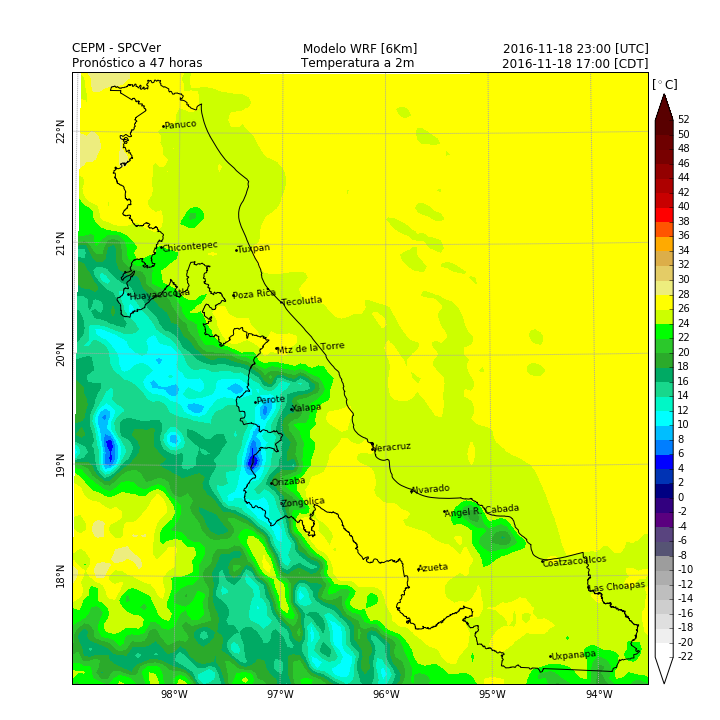 CEPM - SPCVer Modelo WRF [6Km] 2016-11-18 23:00 [UTC]
Pronóstico a 47 horas Temperatura a 2m 2016-11-18 17:00 [CDT]
[°C]
52
50
48
46
44
42
40
38
36
34
32
30
28
26
24
22
20
18
16
14
12
10
8
6
4
2
0
-2
-4
-6
-8
-10
-12
-14
-16
-18
-20
-22
22°N
21°N
20°N
19°N
18°N
Panuco
Chicontepec
Tuxpan
Huayacocotla
Poza Rica
Tecolutla
Mtz de la Torre
Perote
Xalapa
Veracruz
Orizaba
Alvarado
Zongolica
Angel R. Cabada
Azueta
Coatzacoalcos
Las Choapas
Uxpanapa
98°W 97°W 96°W 95°W 94°W